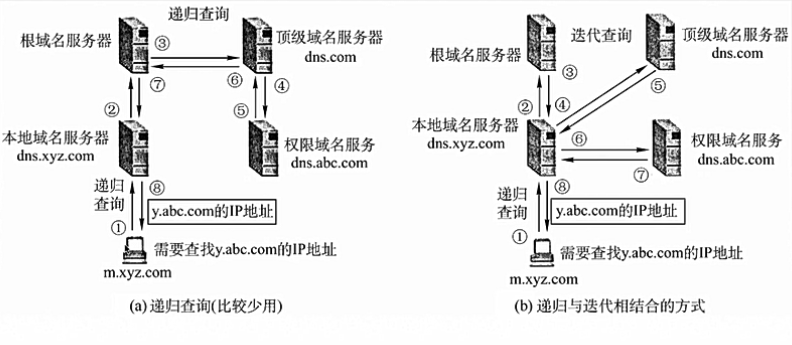 递归查询
根域名服务器
③
顶级域名服务器
dns.com
⑥
⑦
④
②
⑤
本地域名服务器
dns.xyz.com
权限域名服务
dns.abc.com
递归
查询
⑧
y.abc.com的IP地址
①
需要查找y.abc.com的IP地址
m.xyz.com
(a) 递归查询(比较少用)
根域名服务器
迭代查询
顶级域名服务器
dns.com
③
⑤
②
④
本地域名服务器
dns.xyz.com
⑥
权限域名服务
dns.abc.com
⑦
递归
查询
⑧
y.abc.com的IP地址
①
需要查找y.abc.com的IP地址
m.xyz.com
(b) 递归与迭代相结合的方式